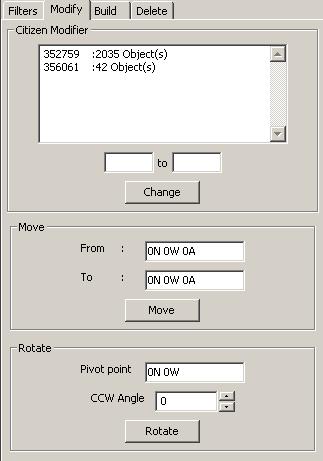 Filters Modify Build Delete
Citizen Modifier
352759 :2035 Object(s)
356061 :42 Object(s)
to
Change
Move
From : 0N 0W 0A
To : 0N 0W 0A
Move
Rotate
Pivot point 0N 0W
CCW Angle 0
Rotate